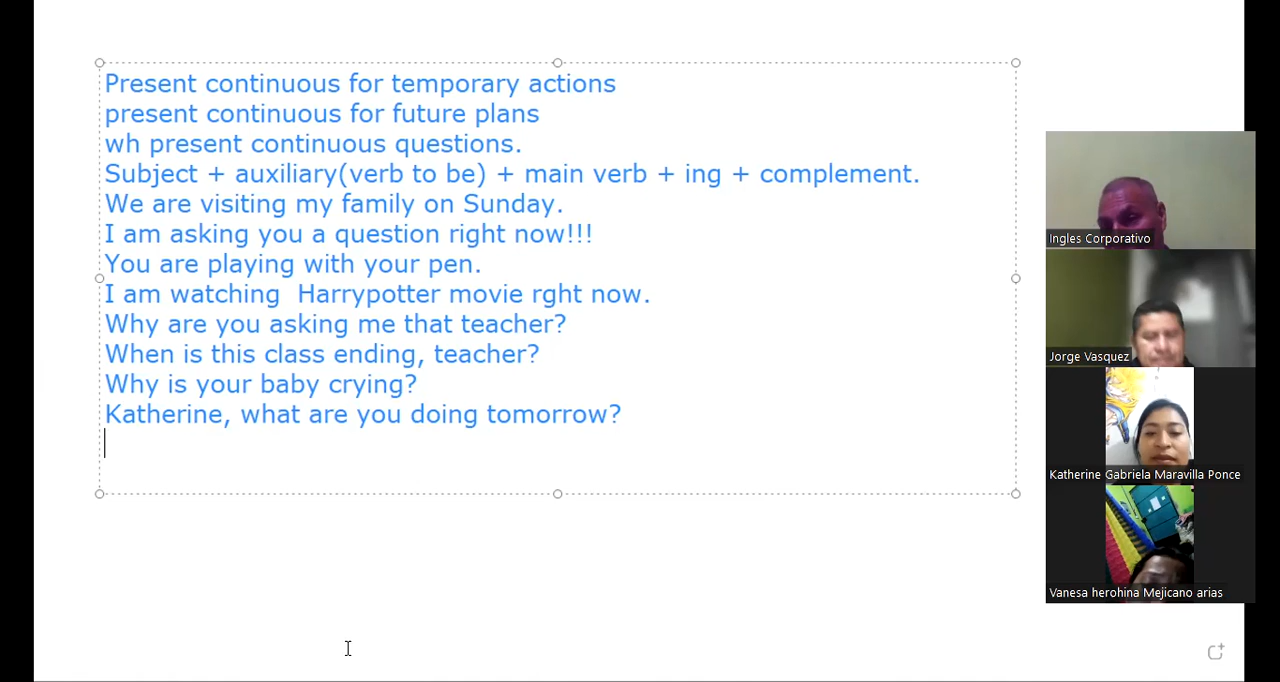 Present continuous for temporary actions
present continuous for future plans
wh present continuous questions.
Subject + auxiliary(verb to be) + main verb + ing + complement.
We are visiting my family on Sunday.
I am asking you a question right now!!!
You are playing with your pen.
I am watching  Harrypotter movie rght now.
Why are you asking me that teacher?
When is this class ending, teacher?
Why is your baby crying?
Katherine, what are you doing tomorrow?
Ingles Corporativo
Jorge Vasquez
Katherine Gabriela Maravilla Ponce
Vanesa herohina Mejicano arias